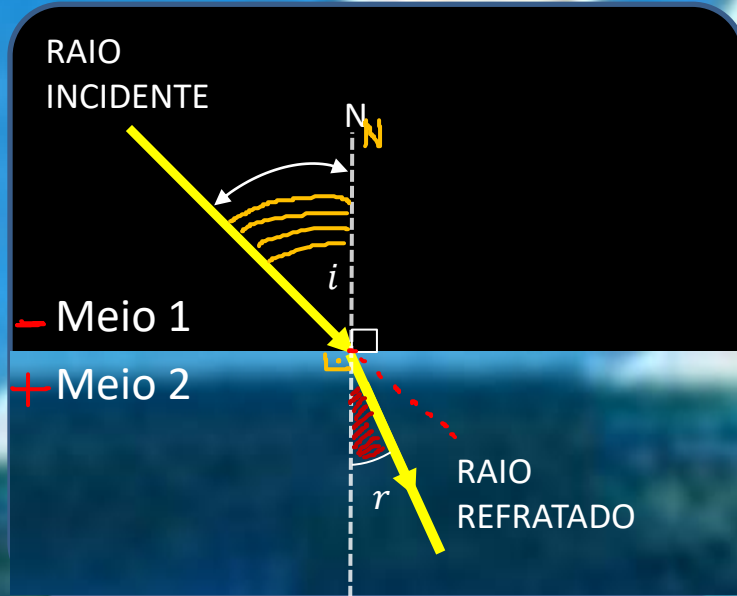 RAIO
INCIDENTE
N
N
i
- Meio 1
+ Meio 2
r
RAIO
REFRATADO